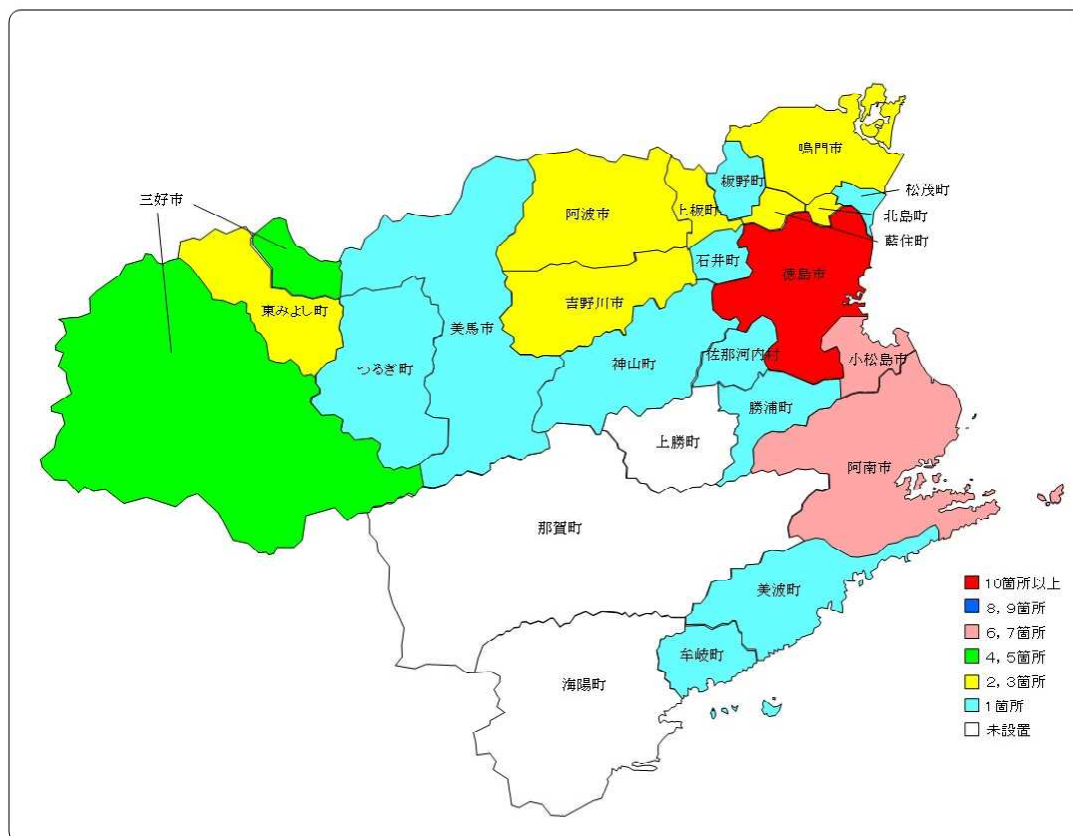 鳴門市
板野町
松茂町
三好市
上板町
阿波市
北島町
藍住町
石井町
徳島市
吉野川市
東みよし町
美馬市
佐那河内村
小松島市
神山町
つるぎ町
勝浦町
上勝町
阿南市
那賀町
美波町
牟岐町
海陽町
10箇所以上
8，9箇所
6，7箇所
4，5箇所
2，3箇所
1箇所
未設置